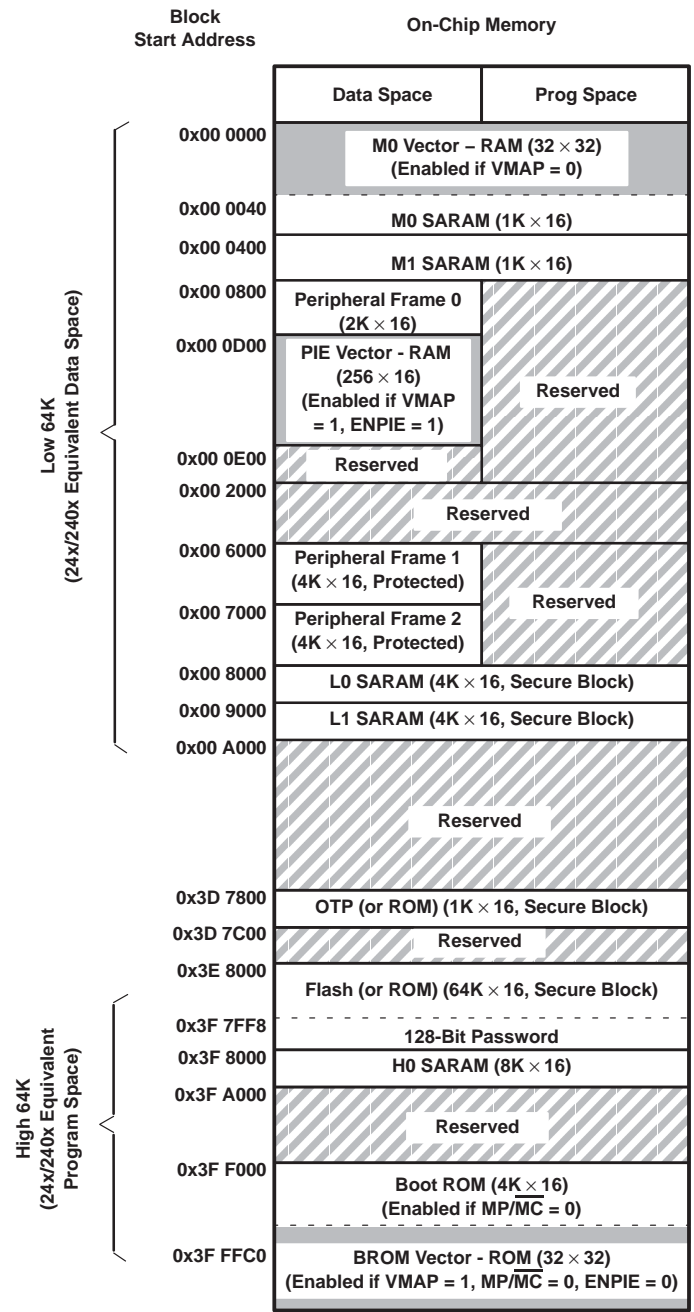 Block
Start Address
On-Chip Memory
Data Space
Prog Space
0x00 0000
M0 Vector – RAM (32 × 32)
(Enabled if VMAP = 0)
0x00 0040
M0 SARAM (1K × 16)
0x00 0400
M1 SARAM (1K × 16)
0x00 0800
Peripheral Frame 0
(2K × 16)
0x00 0D00
PIE Vector - RAM
(256 × 16)
(Enabled if VMAP
= 1, ENPIE = 1)
Reserved
0x00 0E00
Reserved
0x00 2000
Reserved
0x00 6000
Peripheral Frame 1
(4K × 16, Protected)
Reserved
0x00 7000
Peripheral Frame 2
(4K × 16, Protected)
0x00 8000
L0 SARAM (4K × 16, Secure Block)
0x00 9000
L1 SARAM (4K × 16, Secure Block)
0x00 A000
Low 64K
(24x/240x Equivalent Data Space)
Reserved
0x3D 7800
OTP (or ROM) (1K × 16, Secure Block)
0x3D 7C00
Reserved
0x3E 8000
Flash (or ROM) (64K × 16, Secure Block)
0x3F 7FF8
128-Bit Password
0x3F 8000
H0 SARAM (8K × 16)
0x3F A000
Reserved
0x3F F000
Boot ROM (4K × 16)
(Enabled if MP/M̅C̅ = 0)
0x3F FFC0
BROM Vector - ROM (32 × 32)
(Enabled if VMAP = 1, MP/M̅C̅ = 0, ENPIE = 0)
High 64K
(24x/240x Equivalent
Program Space)